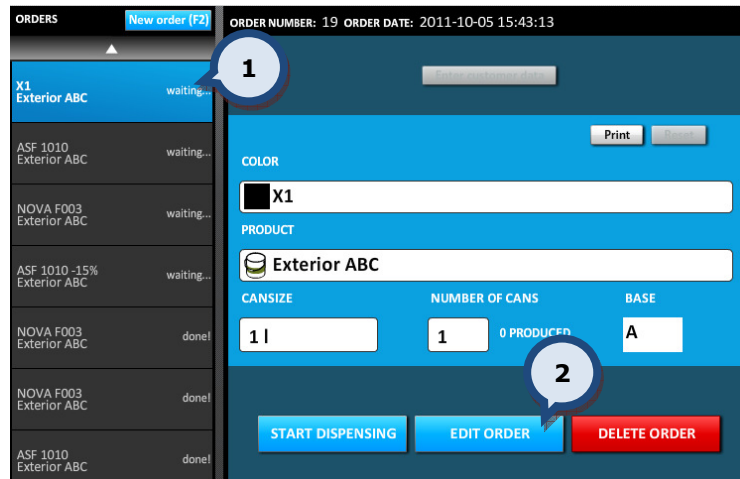 ORDERS New order (F2)
ORDER NUMBER: 19 ORDER DATE: 2011-10-05 15:43:13
X1
Exterior ABC waiting...
ASF 1010
Exterior ABC waiting...
NOVA F003
Exterior ABC waiting...
ASF 1010 -15%
Exterior ABC waiting...
NOVA F003
Exterior ABC done!
NOVA F003
Exterior ABC done!
ASF 1010
Exterior ABC done!
1
Enter customer data
Print Reset
COLOR
X1
PRODUCT
Exterior ABC
CANSIZE NUMBER OF CANS BASE
1 l 1 0 PRODUCED A
2
START DISPENSING EDIT ORDER DELETE ORDER